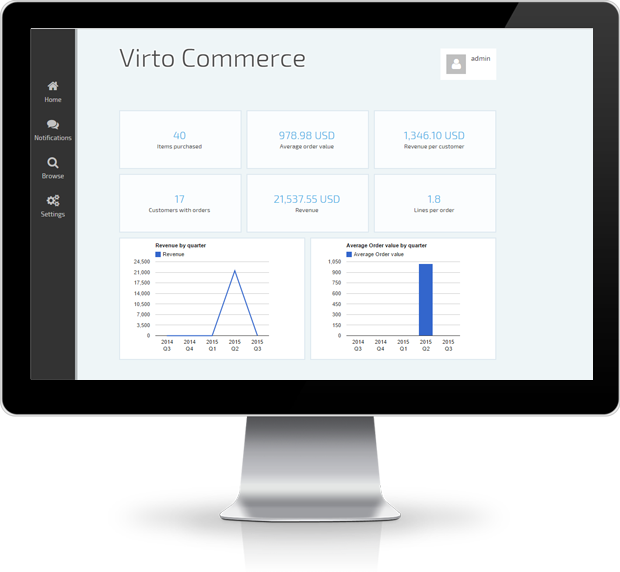 Virto Commerce
admin
Home
Notifications
Browse
Settings
40
Items purchased
978.98 USD
Average order value
1,346.10 USD
Revenue per customer
17
Customers with orders
21,537.55 USD
Revenue
1.8
Lines per order
Revenue by quarter
Revenue
24,500
21,000
17,500
14,000
10,500
7,000
3,500
0
2014 2014 2015 2015 2015
Q3 Q4 Q1 Q2 Q3
Average Order value by quarter
Average Order value
1,050
900
750
600
450
300
150
0
2014 2014 2015 2015 2015
Q3 Q4 Q1 Q2 Q3